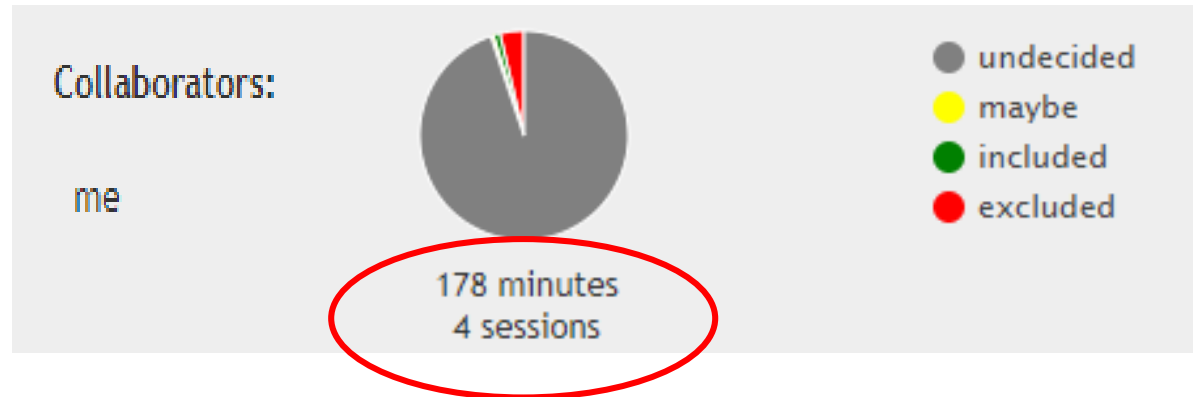 Collaborators:
me
178 minutes
4 sessions
undecided
maybe
included
excluded